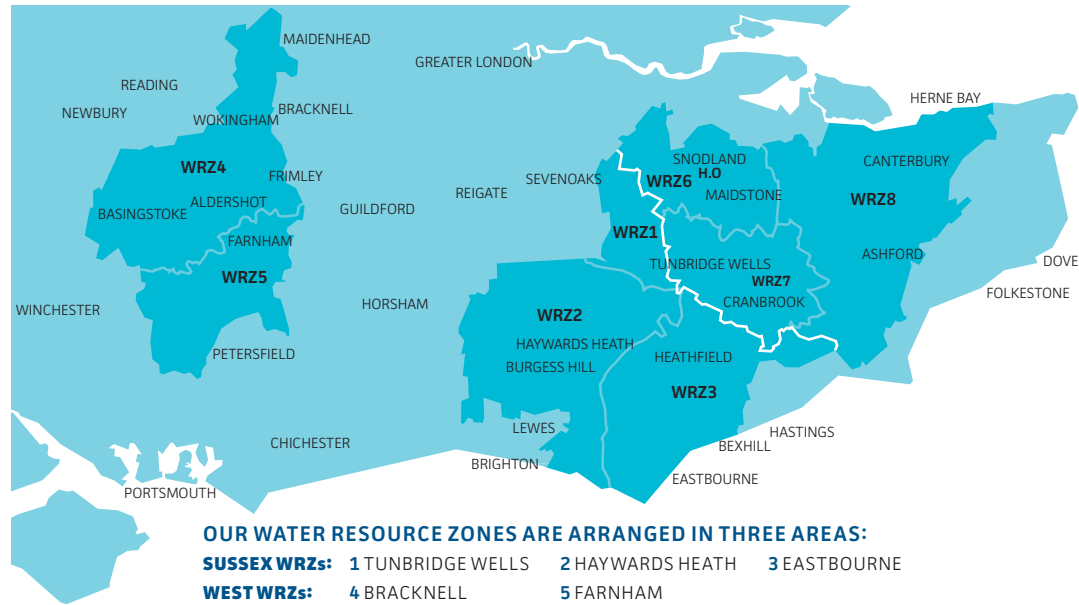 MAIDENHEAD
GREATER LONDON
READING
HERNE BAY
NEWBURY
BRACKNELL
WOKINGHAM
WRZ4
SNODLAND
CANTERBURY
FRIMLEY
SEVENOAKS
WRZ6
H.O
REIGATE
MAIDSTONE
WRZ8
BASINGSTOKE
ALDERSHOT
GUILDFORD
FARNHAM
WRZ1
ASHFORD
DOVE
TUNBRIDGE WELLS
WRZ5
WRZ7
FOLKESTONE
CRANBROOK
WINCHESTER
HORSHAM
WRZ2
HAYWARDS HEATH
PETERSFIELD
HEATHFIELD
BURGESS HILL
WRZ3
LEWES
HASTINGS
CHICHESTER
BEXHILL
BRIGHTON
EASTBOURNE
PORTSMOUTH
OUR WATER RESOURCE ZONES ARE ARRANGED IN THREE AREAS:
SUSSEX WRZs: 1 TUNBRIDGE WELLS 2 HAYWARDS HEATH 3 EASTBOURNE
WEST WRZs: 4 BRACKNELL 5 FARNHAM